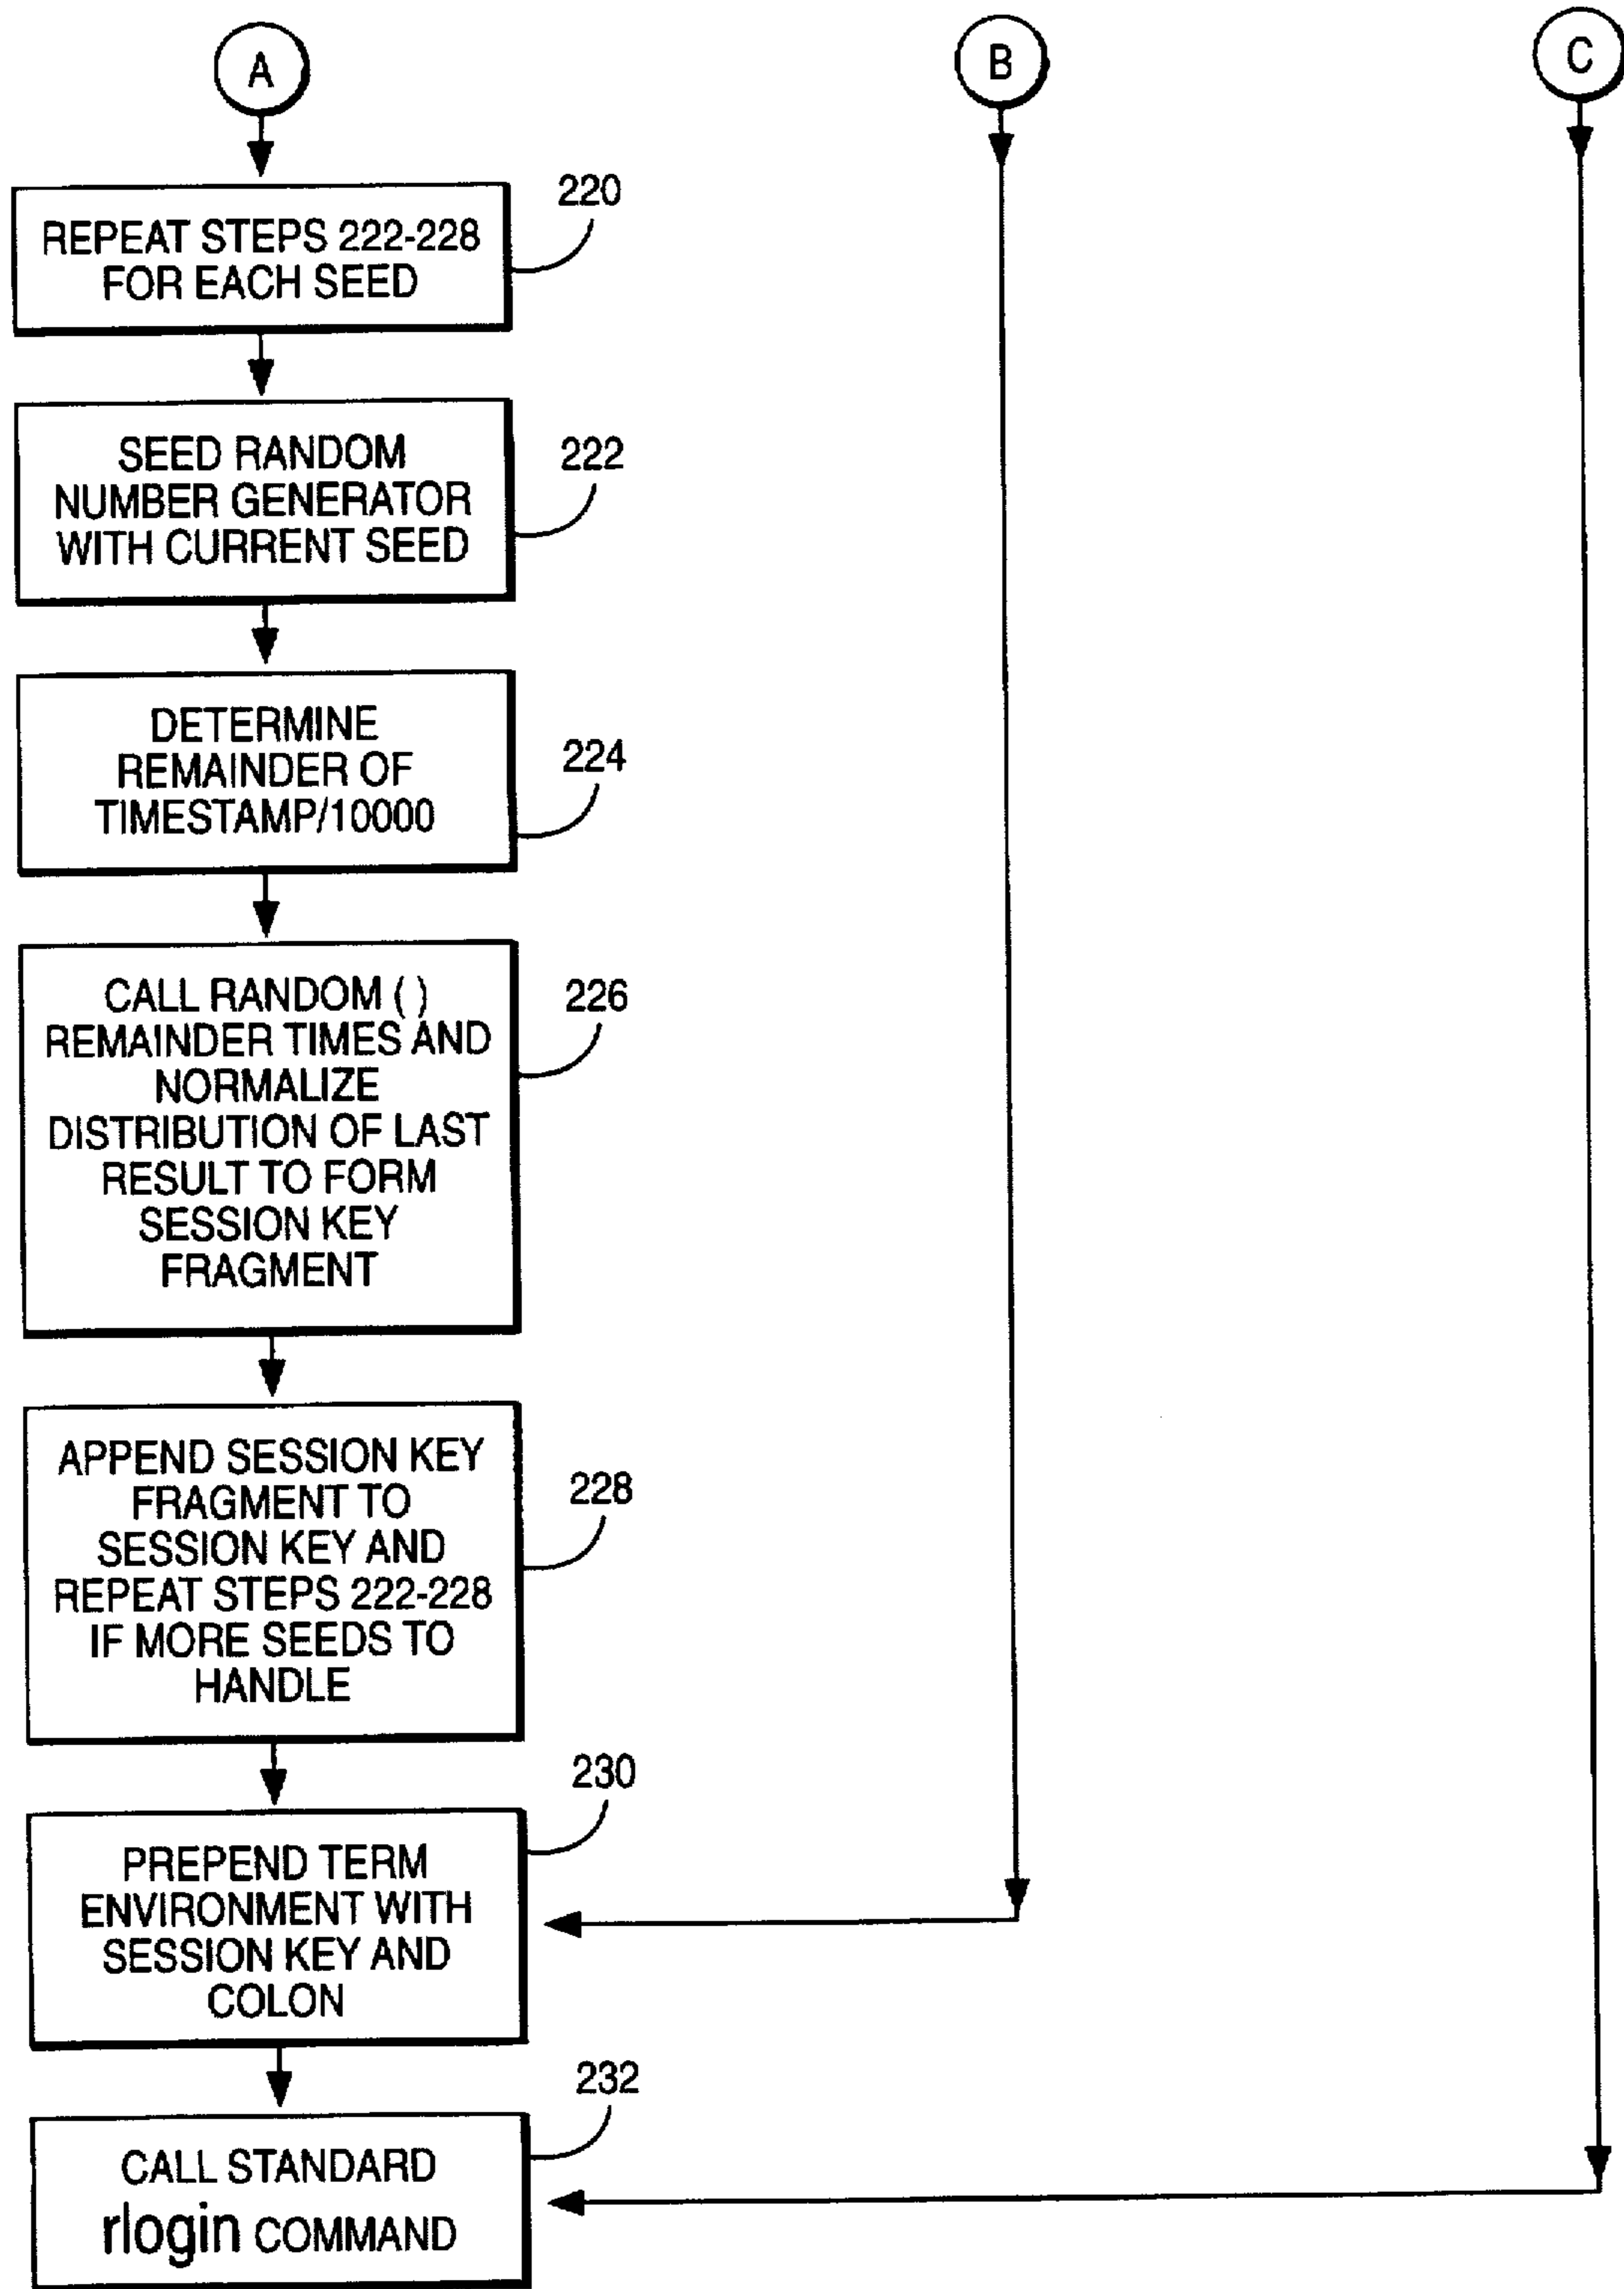 A
B
C
220
REPEAT STEPS 222-228
FOR EACH SEED
222
SEED RANDOM
NUMBER GENERATOR
WITH CURRENT SEED
224
DETERMINE
REMAINDER OF
TIMESTAMP/10000
226
CALL RANDOM ( )
REMAINDER TIMES AND
NORMALIZE
DISTRIBUTION OF LAST
RESULT TO FORM
SESSION KEY
FRAGMENT
228
APPEND SESSION KEY
FRAGMENT TO
SESSION KEY AND
REPEAT STEPS 222-228
IF MORE SEEDS TO
HANDLE
230
PREPEND TERM
ENVIRONMENT WITH
SESSION KEY AND
COLON
232
CALL STANDARD
rlogin COMMAND